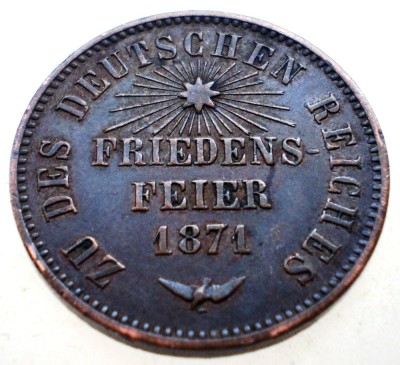 ZU DES DEUTSCHEN REICHES
FRIEDENS-
FEIER
1871